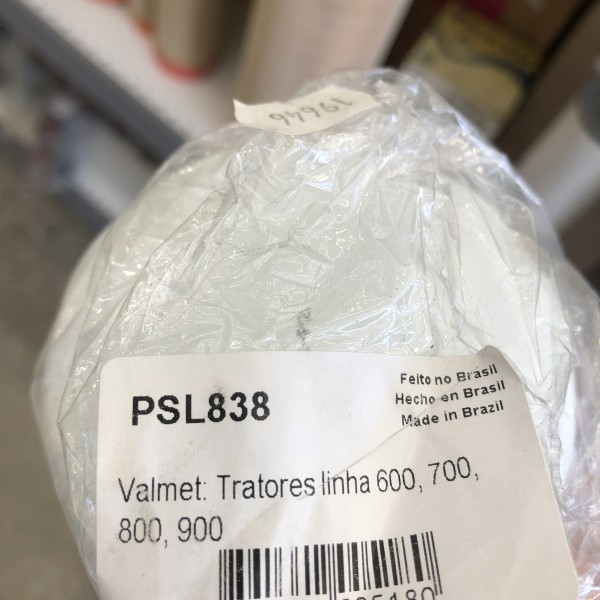 19646
PSL838
Feito no Brasil
Hecho en Brasil
Made in Brazil
Valmet: Tratores linha 600, 700,
800, 900